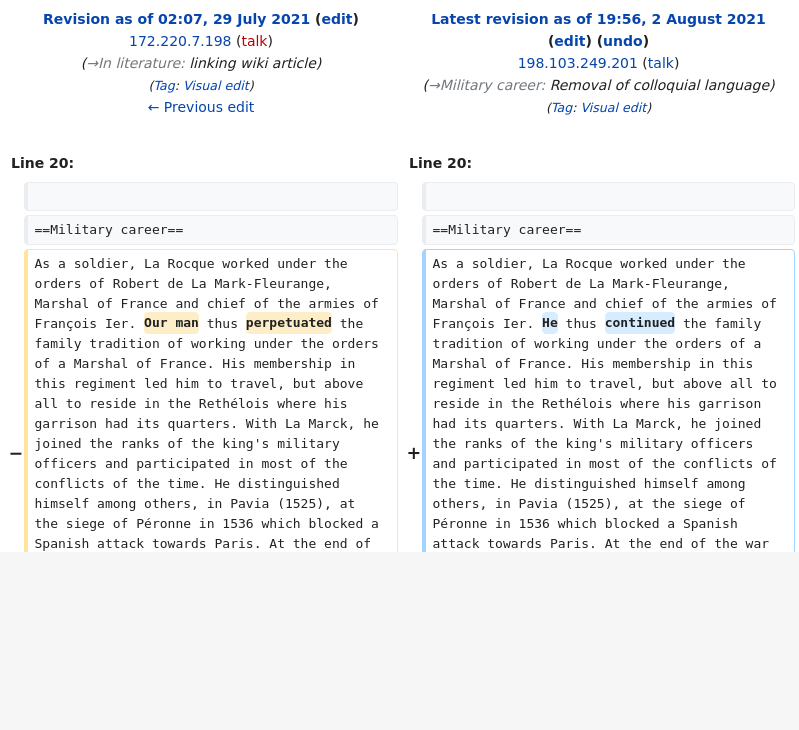 Revision as of 02:07, 29 July 2021 (edit)
172.220.7.198 (talk)
(→In literature: linking wiki article)
(Tag: Visual edit)
← Previous edit
Latest revision as of 19:56, 2 August 2021
(edit) (undo)
198.103.249.201 (talk)
(→Military career: Removal of colloquial language)
(Tag: Visual edit)
Line 20:
==Military career==
− As a soldier, La Rocque worked under the
orders of Robert de La Mark-Fleurange,
Marshal of France and chief of the armies of
François Ier. Our man thus perpetuated the
family tradition of working under the orders
of a Marshal of France. His membership in
this regiment led him to travel, but above
all to reside in the Rethélois where his
garrison had its quarters. With La Marck, he
joined the ranks of the king's military
officers and participated in most of the
conflicts of the time. He distinguished
himself among others, in Pavia (1525), at
the siege of Péronne in 1536 which blocked a
Spanish attack towards Paris. At the end of
Line 20:
==Military career==
+ As a soldier, La Rocque worked under the
orders of Robert de La Mark-Fleurange,
Marshal of France and chief of the armies of
François Ier. He thus continued the family
tradition of working under the orders of a
Marshal of France. His membership in this
regiment led him to travel, but above all to
reside in the Rethélois where his garrison
had its quarters. With La Marck, he joined
the ranks of the king's military officers
and participated in most of the conflicts of
the time. He distinguished himself among
others, in Pavia (1525), at the siege of
Péronne in 1536 which blocked a Spanish
attack towards Paris. At the end of the war